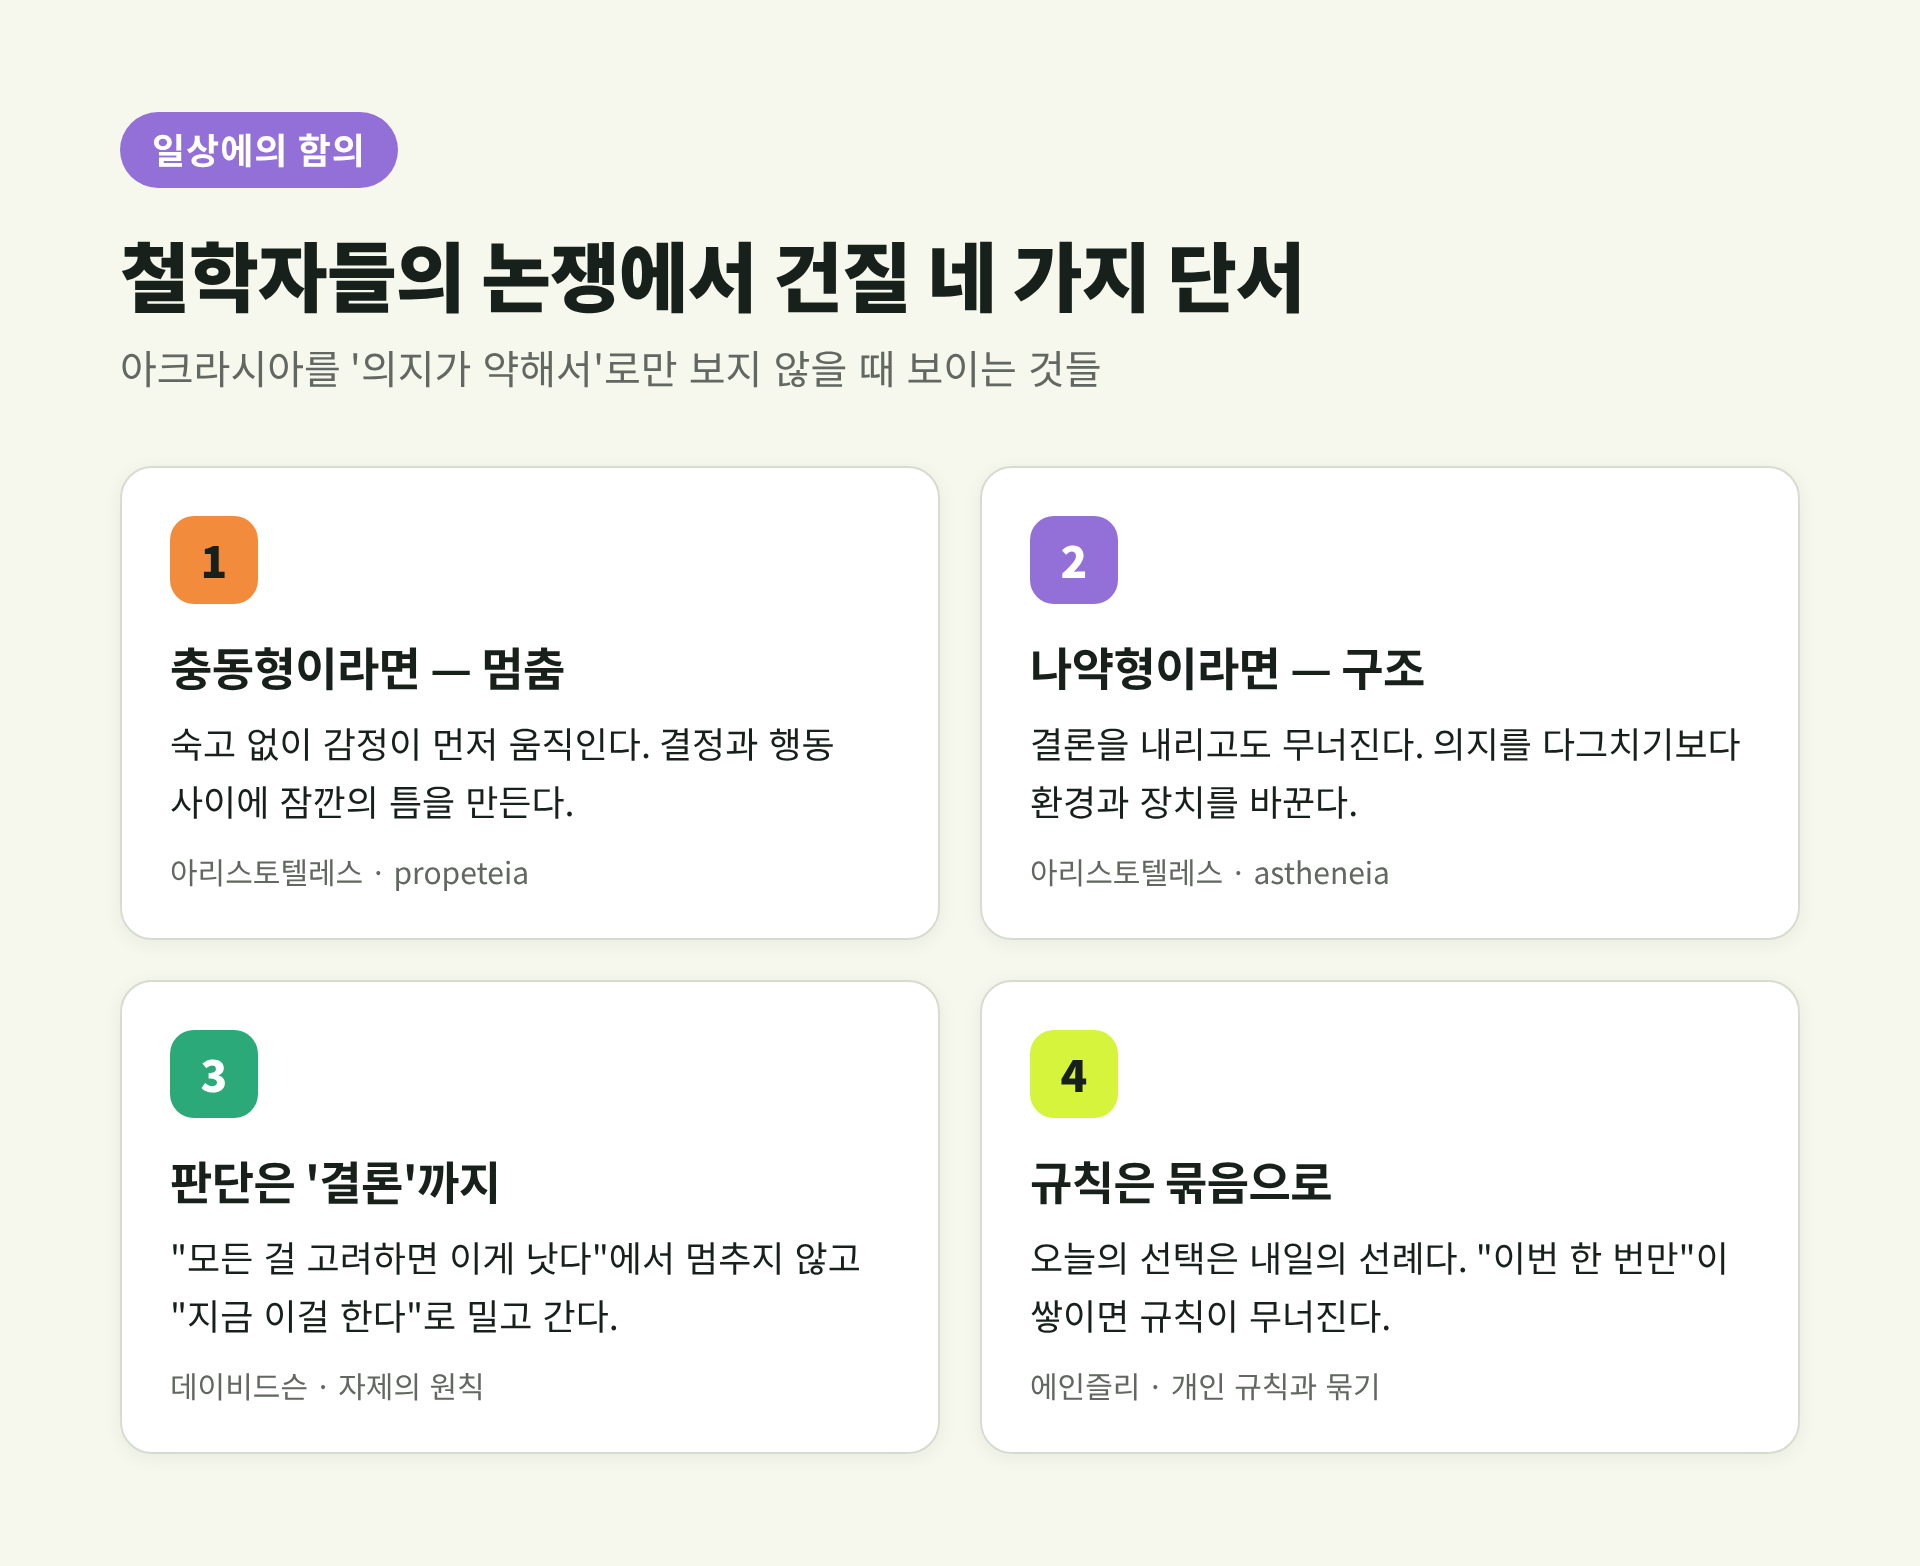 일상에의 함의
철학자들의 논쟁에서 건질 네 가지 단서
아크라시아를 '의지가 약해서'로만 보지 않을 때 보이는 것들
1
충동형이라면 — 멈춤
숙고 없이 감정이 먼저 움직인다. 결정과 행동
사이에 잠깐의 틈을 만든다.
아리스토텔레스 · propeteia
2
나약형이라면 — 구조
결론을 내리고도 무너진다. 의지를 다그치기보다
환경과 장치를 바꾼다.
아리스토텔레스 · astheneia
3
판단은 '결론'까지
"모든 걸 고려하면 이게 낫다"에서 멈추지 않고
"지금 이걸 한다"로 밀고 간다.
데이비드슨 · 자제의 원칙
4
규칙은 묶음으로
오늘의 선택은 내일의 선례다. "이번 한 번만"이
쌓이면 규칙이 무너진다.
에인즐리 · 개인 규칙과 묶기